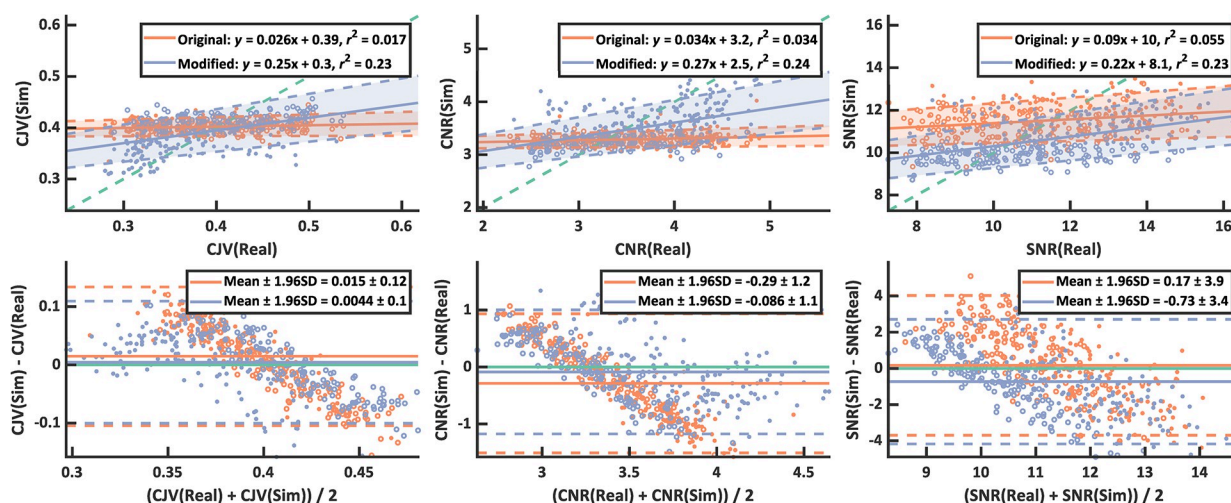 0.6
0.5
0.4
0.3
CJV(Sim)
Original: y = 0.026x + 0.39, r² = 0.017
Modified: y = 0.25x + 0.3, r² = 0.23
0.3 0.4 0.5 0.6
CJV(Real)
5
4
3
2
CNR(Sim)
Original: y = 0.034x + 3.2, r² = 0.034
Modified: y = 0.27x + 2.5, r² = 0.24
2 3 4 5
CNR(Real)
16
14
12
10
8
SNR(Sim)
Original: y = 0.09x + 10, r² = 0.055
Modified: y = 0.22x + 8.1, r² = 0.23
8 10 12 14 16
SNR(Real)
0.1
0
-0.1
CJV(Sim) - CJV(Real)
Mean ± 1.96SD = 0.015 ± 0.12
Mean ± 1.96SD = 0.0044 ± 0.1
0.3 0.35 0.4 0.45
(CJV(Real) + CJV(Sim)) / 2
1
0
-1
CNR(Sim) - CNR(Real)
Mean ± 1.96SD = -0.29 ± 1.2
Mean ± 1.96SD = -0.086 ± 1.1
3 3.5 4 4.5
(CNR(Real) + CNR(Sim)) / 2
4
2
0
-2
-4
SNR(Sim) - SNR(Real)
Mean ± 1.96SD = 0.17 ± 3.9
Mean ± 1.96SD = -0.73 ± 3.4
9 10 11 12 13 14
(SNR(Real) + SNR(Sim)) / 2